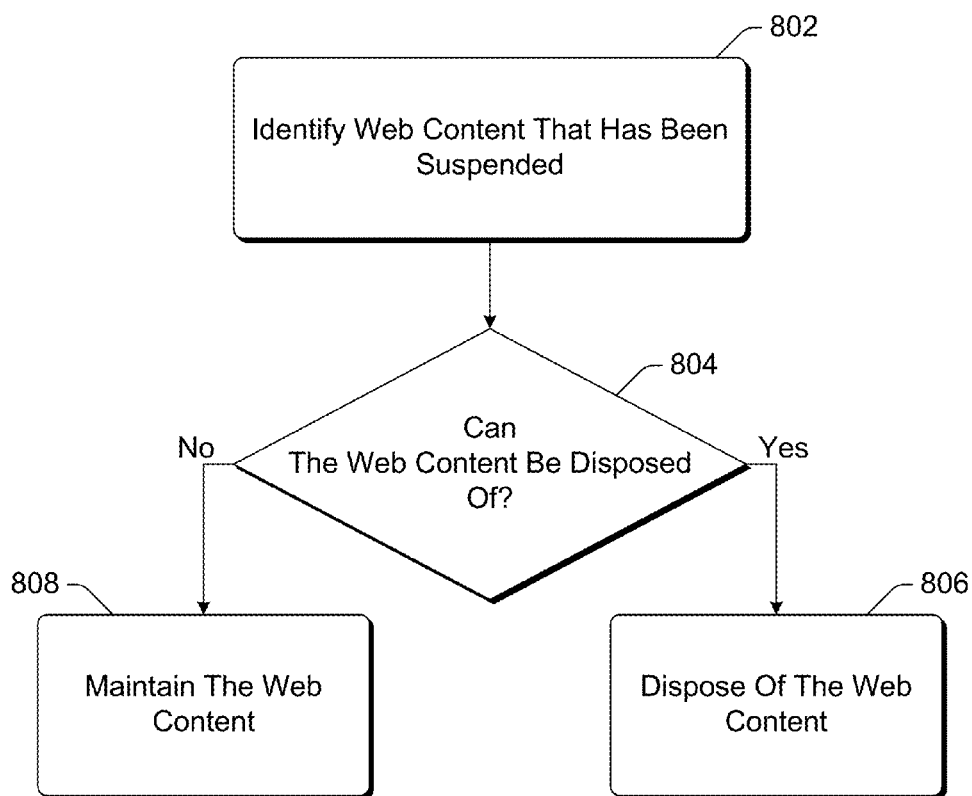 802
Identify Web Content That Has Been
Suspended
804
Can
The Web Content Be Disposed
Of?
No
Yes
808
806
Maintain The Web
Content
Dispose Of The Web
Content